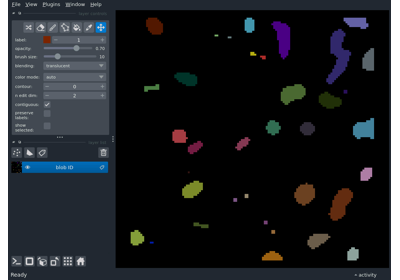 File View Plugins Window Help
label: 1
opacity: 0.70
brush size: 10
blending: translucent
color mode: auto
contour: 0
n edit dim: 2
contiguous:
preserve
labels:
show
selected:
blob ID
Ready
activity